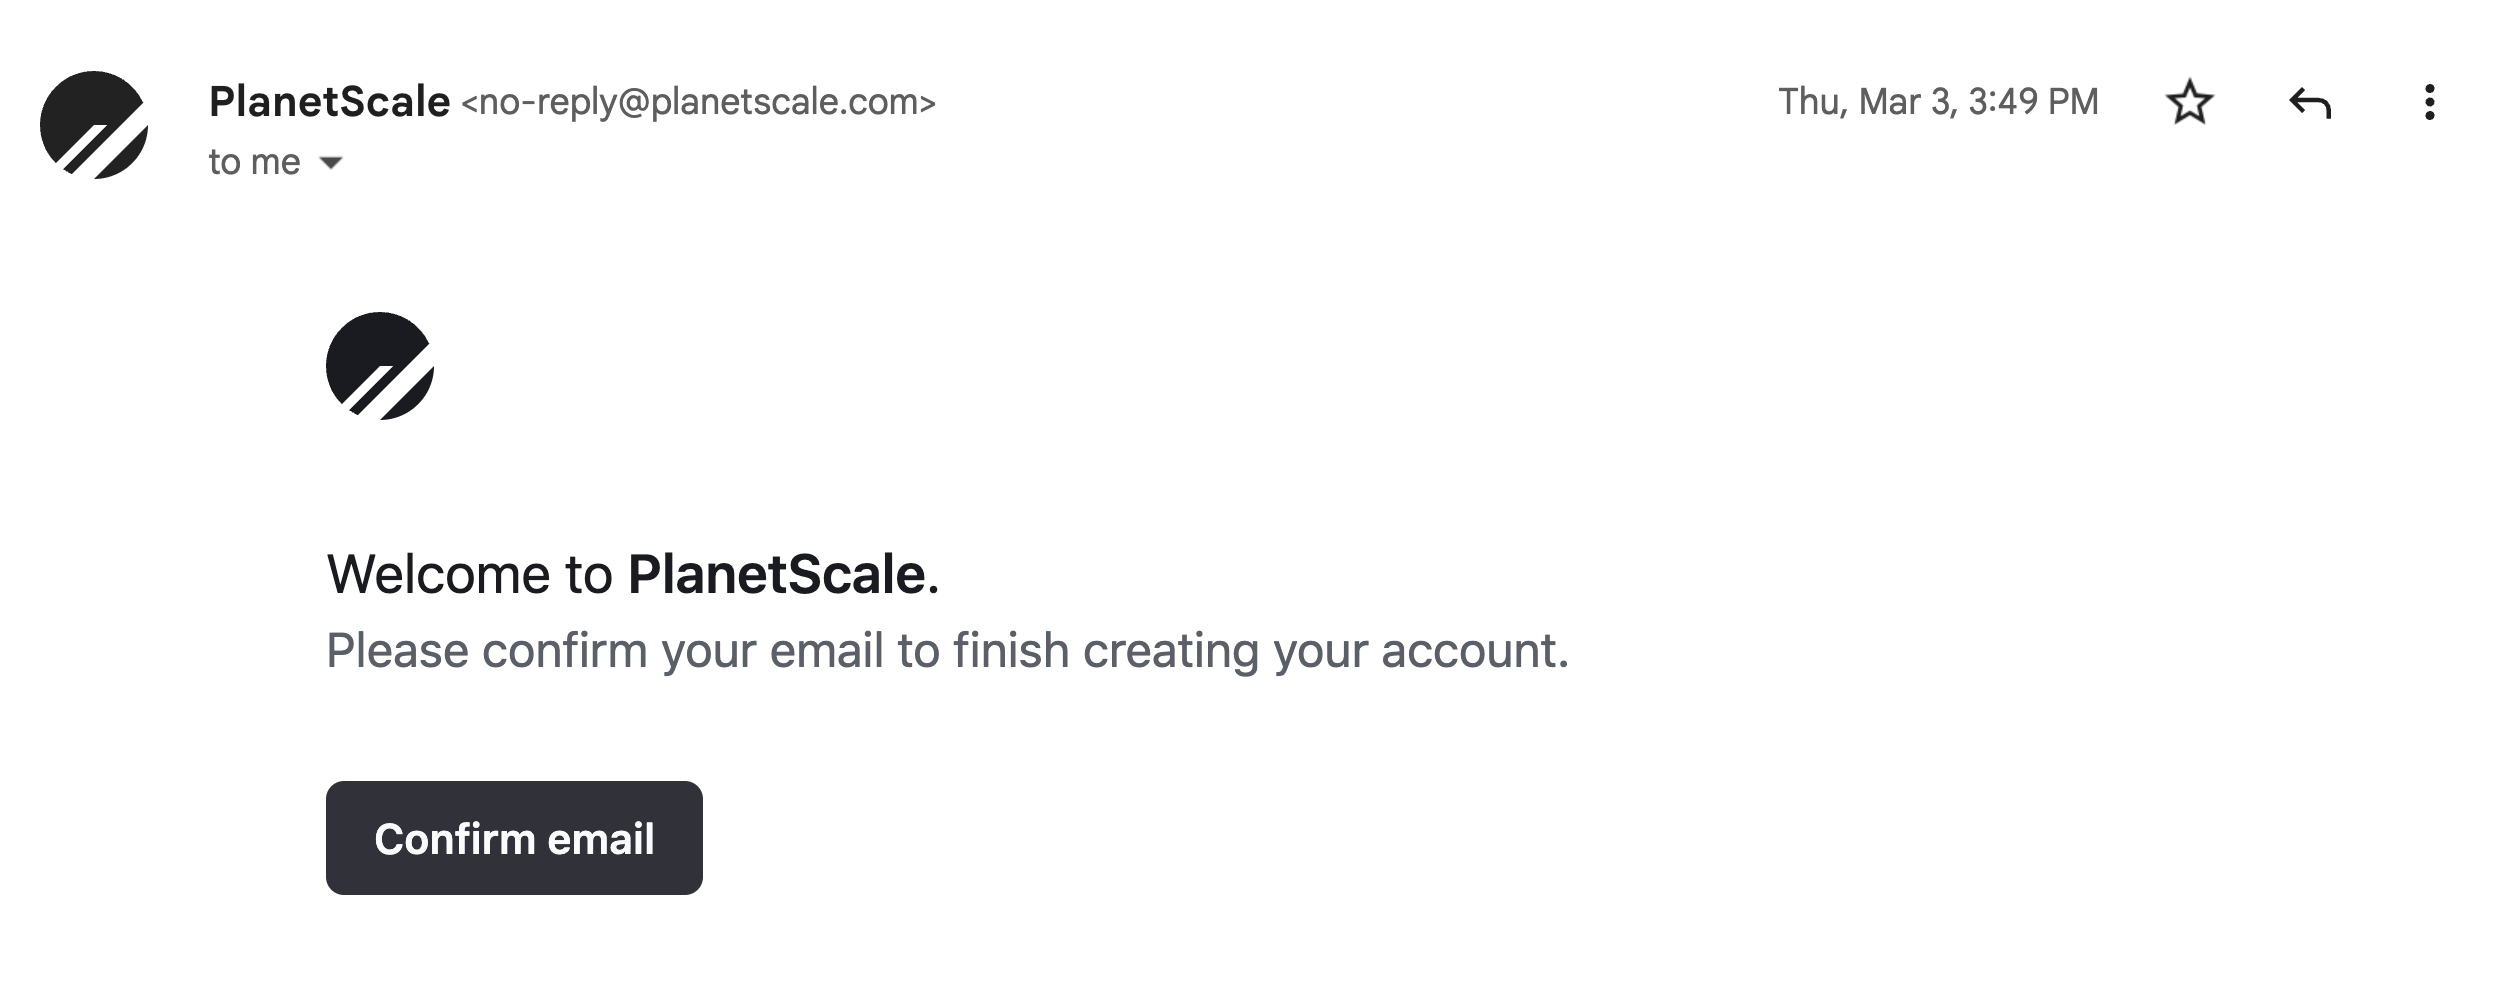 PlanetScale <no-reply@planetscale.com> Thu, Mar 3, 3:49 PM
to me
Welcome to PlanetScale.
Please confirm your email to finish creating your account.
Confirm email